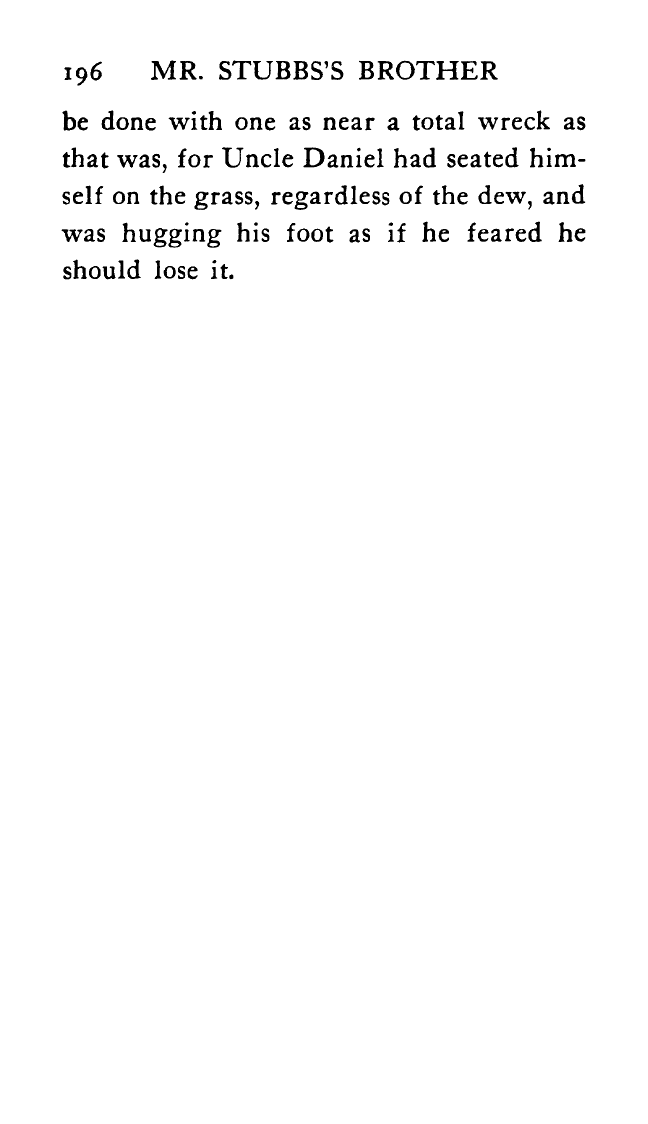 196 MR. STUBBS'S BROTHER
be done with one as near a total wreck as
that was, for Uncle Daniel had seated him-
self on the grass, regardless of the dew, and
was hugging his foot as if he feared he
should lose it.